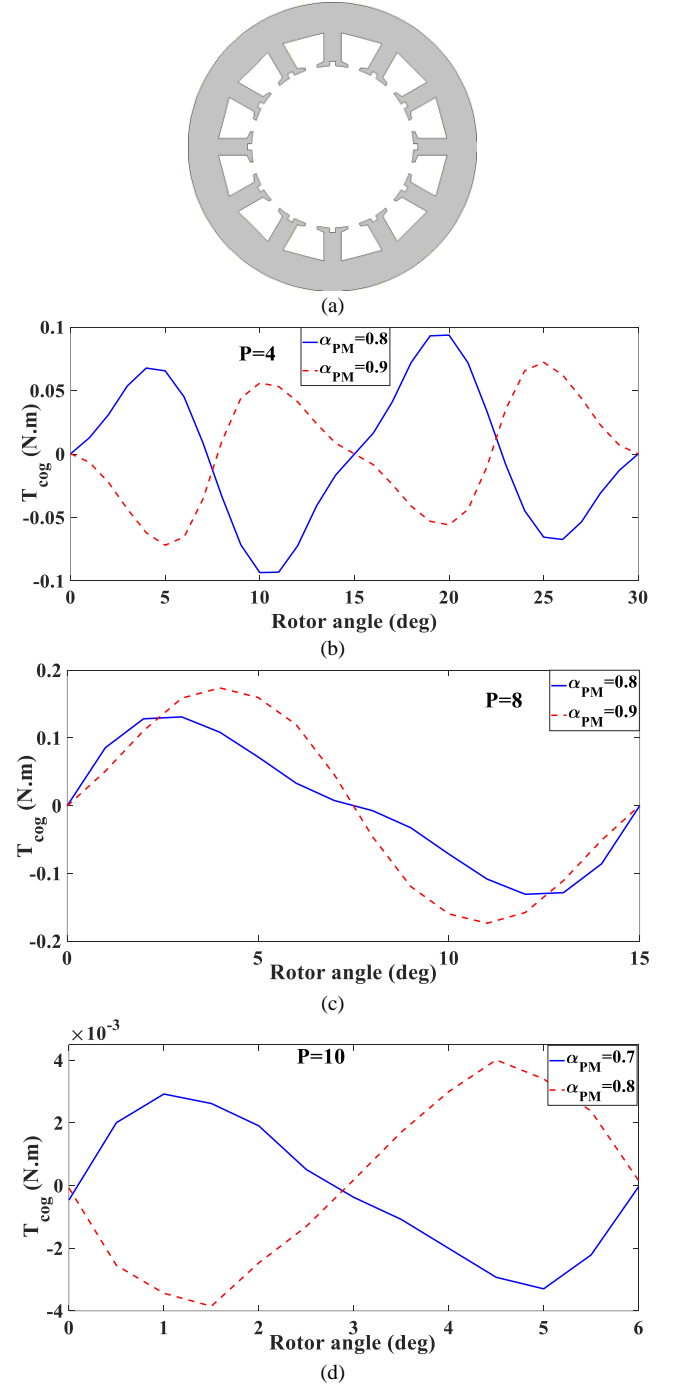 (a)
P=4
α_PM=0.8
α_PM=0.9
0.1
0.05
0
-0.05
-0.1
T_cog (N.m)
0 5 10 15 20 25 30
Rotor angle (deg)
(b)
P=8
α_PM=0.8
α_PM=0.9
0.2
0.1
0
-0.1
-0.2
T_cog (N.m)
0 5 10 15
Rotor angle (deg)
(c)
×10^-3
P=10
α_PM=0.7
α_PM=0.8
4
2
0
-2
-4
T_cog (N.m)
0 1 2 3 4 5 6
Rotor angle (deg)
(d)